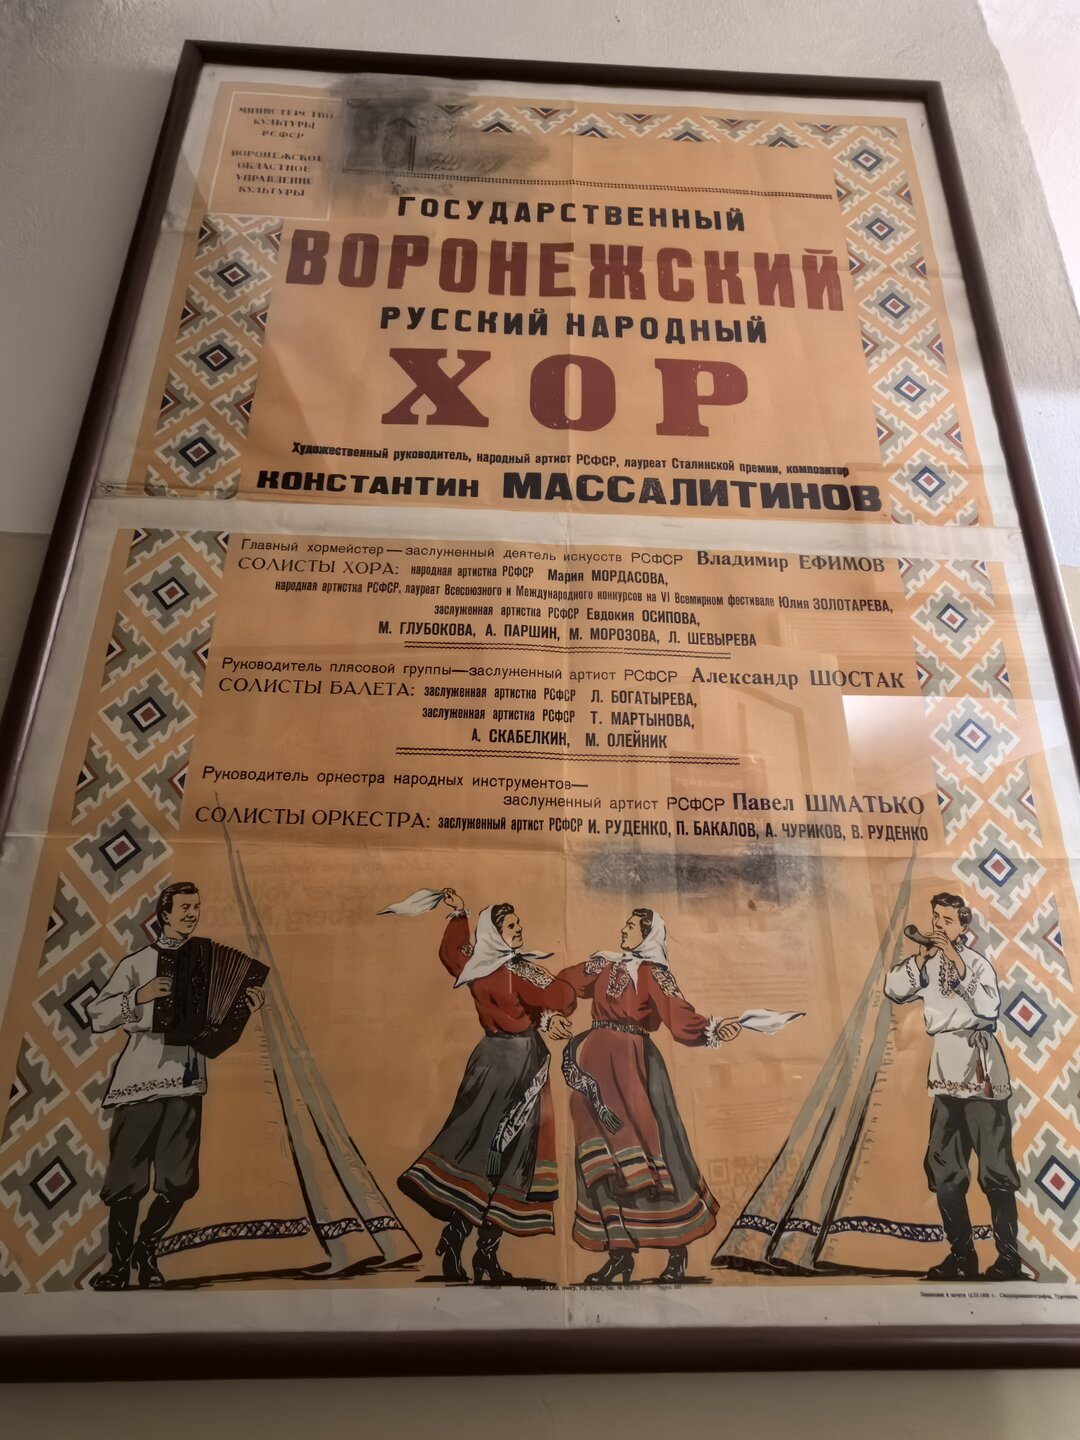 МИНИСТЕРСТВО
КУЛЬТУРЫ
РСФСР
ВОРОНЕЖСКОЕ
ОБЛАСТНОЕ
УПРАВЛЕНИЕ
КУЛЬТУРЫ
ГОСУДАРСТВЕННЫЙ
ВОРОНЕЖСКИЙ
РУССКИЙ НАРОДНЫЙ
ХОР
Художественный руководитель, народный артист РСФСР, лауреат Сталинской премии, композитор
КОНСТАНТИН МАССАЛИТИНОВ
Главный хормейстер — заслуженный деятель искусств РСФСР Владимир ЕФИМОВ
СОЛИСТЫ ХОРА: народная артистка РСФСР Мария МОРДАСОВА,
народная артистка РСФСР, лауреат Всесоюзного и Международного конкурсов на VI Всемирном фестивале Юлия ЗОЛОТАРЕВА,
заслуженная артистка РСФСР Евдокия ОСИПОВА,
М. ГЛУБОКОВА, А. ПАРШИН, М. МОРОЗОВА, Л. ШЕВЫРЕВА
Руководитель плясовой группы—заслуженный артист РСФСР Александр ШОСТАК
СОЛИСТЫ БАЛЕТА: заслуженная артистка РСФСР Л. БОГАТЫРЕВА,
заслуженная артистка РСФСР Т. МАРТЫНОВА,
А. СКАБЕЛКИН, М. ОЛЕЙНИК
Руководитель оркестра народных инструментов—
заслуженный артист РСФСР Павел ШМАТЬКО
СОЛИСТЫ ОРКЕСТРА: заслуженный артист РСФСР И. РУДЕНКО, П. БАКАЛОВ, А. ЧУРИКОВ, В. РУДЕНКО